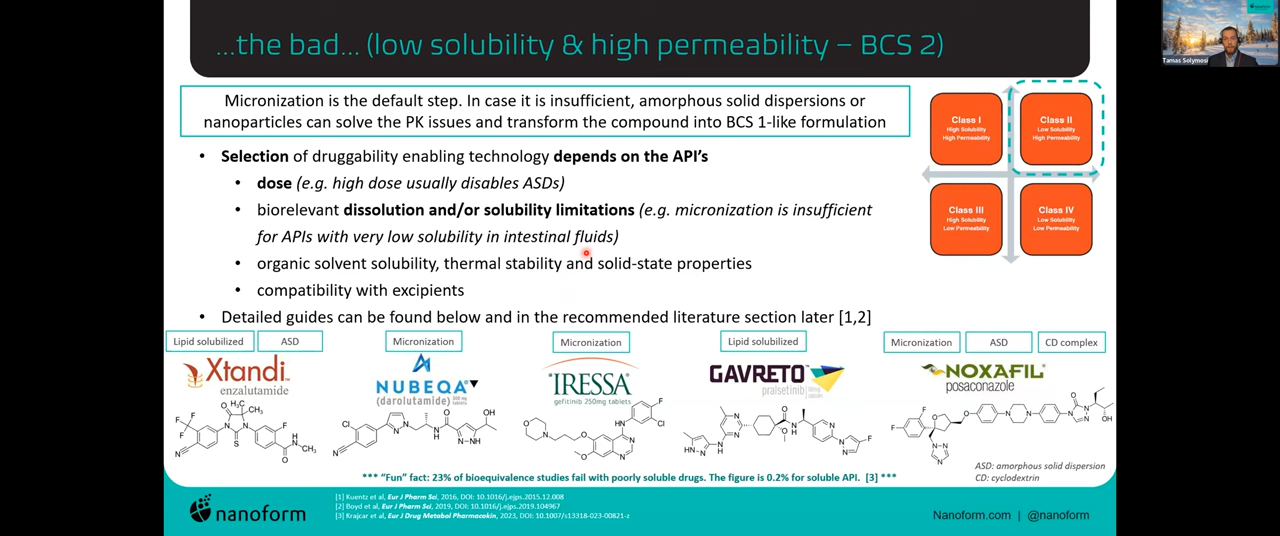 ...the bad... (low solubility & high permeability – BCS 2)
nanoform
Tamas Solymosi
Micronization is the default step. In case it is insufficient, amorphous solid dispersions or
nanoparticles can solve the PK issues and transform the compound into BCS 1-like formulation
• Selection of druggability enabling technology depends on the API's
• dose (e.g. high dose usually disables ASDs)
• biorelevant dissolution and/or solubility limitations (e.g. micronization is insufficient
for APIs with very low solubility in intestinal fluids)
• organic solvent solubility, thermal stability and solid-state properties
• compatibility with excipients
• Detailed guides can be found below and in the recommended literature section later [1,2]
Class I
High Solubility
High Permeability
Class II
Low Solubility
High Permeability
Class III
High Solubility
Low Permeability
Class IV
Low Solubility
Low Permeability
Lipid solubilized
ASD
Xtandi
enzalutamide
Micronization
NUBEQA
(darolutamide) 300 mg tablets
Micronization
IRESSA
gefitinib 250mg tablets
Lipid solubilized
GAVRETO
pralsetinib
Micronization
ASD
CD complex
NOXAFIL
posaconazole
ASD: amorphous solid dispersion
CD: cyclodextrin
*** "Fun" fact: 23% of bioequivalence studies fail with poorly soluble drugs. The figure is 0.2% for soluble API. [3] ***
nanoform
[1] Kuentz et al, Eur J Pharm Sci, 2016, DOI: 10.1016/j.ejps.2015.12.008
[2] Boyd et al, Eur J Pharm Sci, 2019, DOI: 10.1016/j.ejps.2019.104967
[3] Krajcar et al, Eur J Drug Metabol Pharmacokin, 2023, DOI: 10.1007/s13318-023-00821-z
Nanoform.com | @nanoform